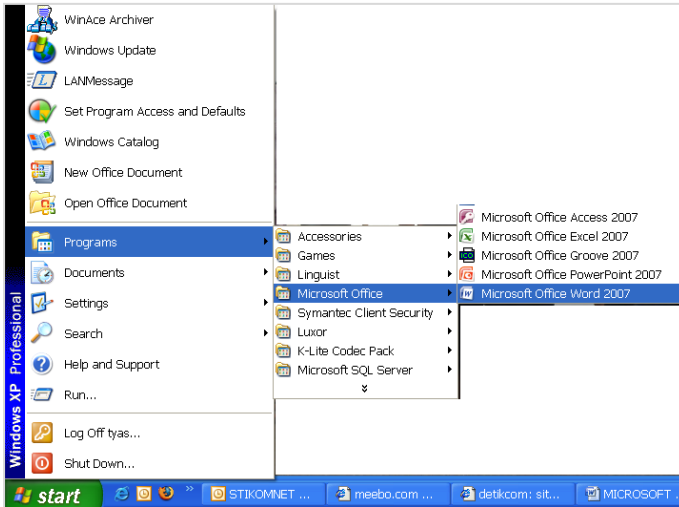 WinAce Archiver
Windows Update
LANMessage
Set Program Access and Defaults
Windows Catalog
New Office Document
Open Office Document
Programs
Documents
Settings
Search
Help and Support
Run...
Log Off tyas...
Shut Down...
Windows XP Professional
Accessories
Games
Linguist
Microsoft Office
Symantec Client Security
Luxor
K-Lite Codec Pack
Microsoft SQL Server
Microsoft Office Access 2007
Microsoft Office Excel 2007
Microsoft Office Groove 2007
Microsoft Office PowerPoint 2007
Microsoft Office Word 2007
start
STIKOMNET ...
meebo.com ...
detikcom: sit...
MICROSOFT .